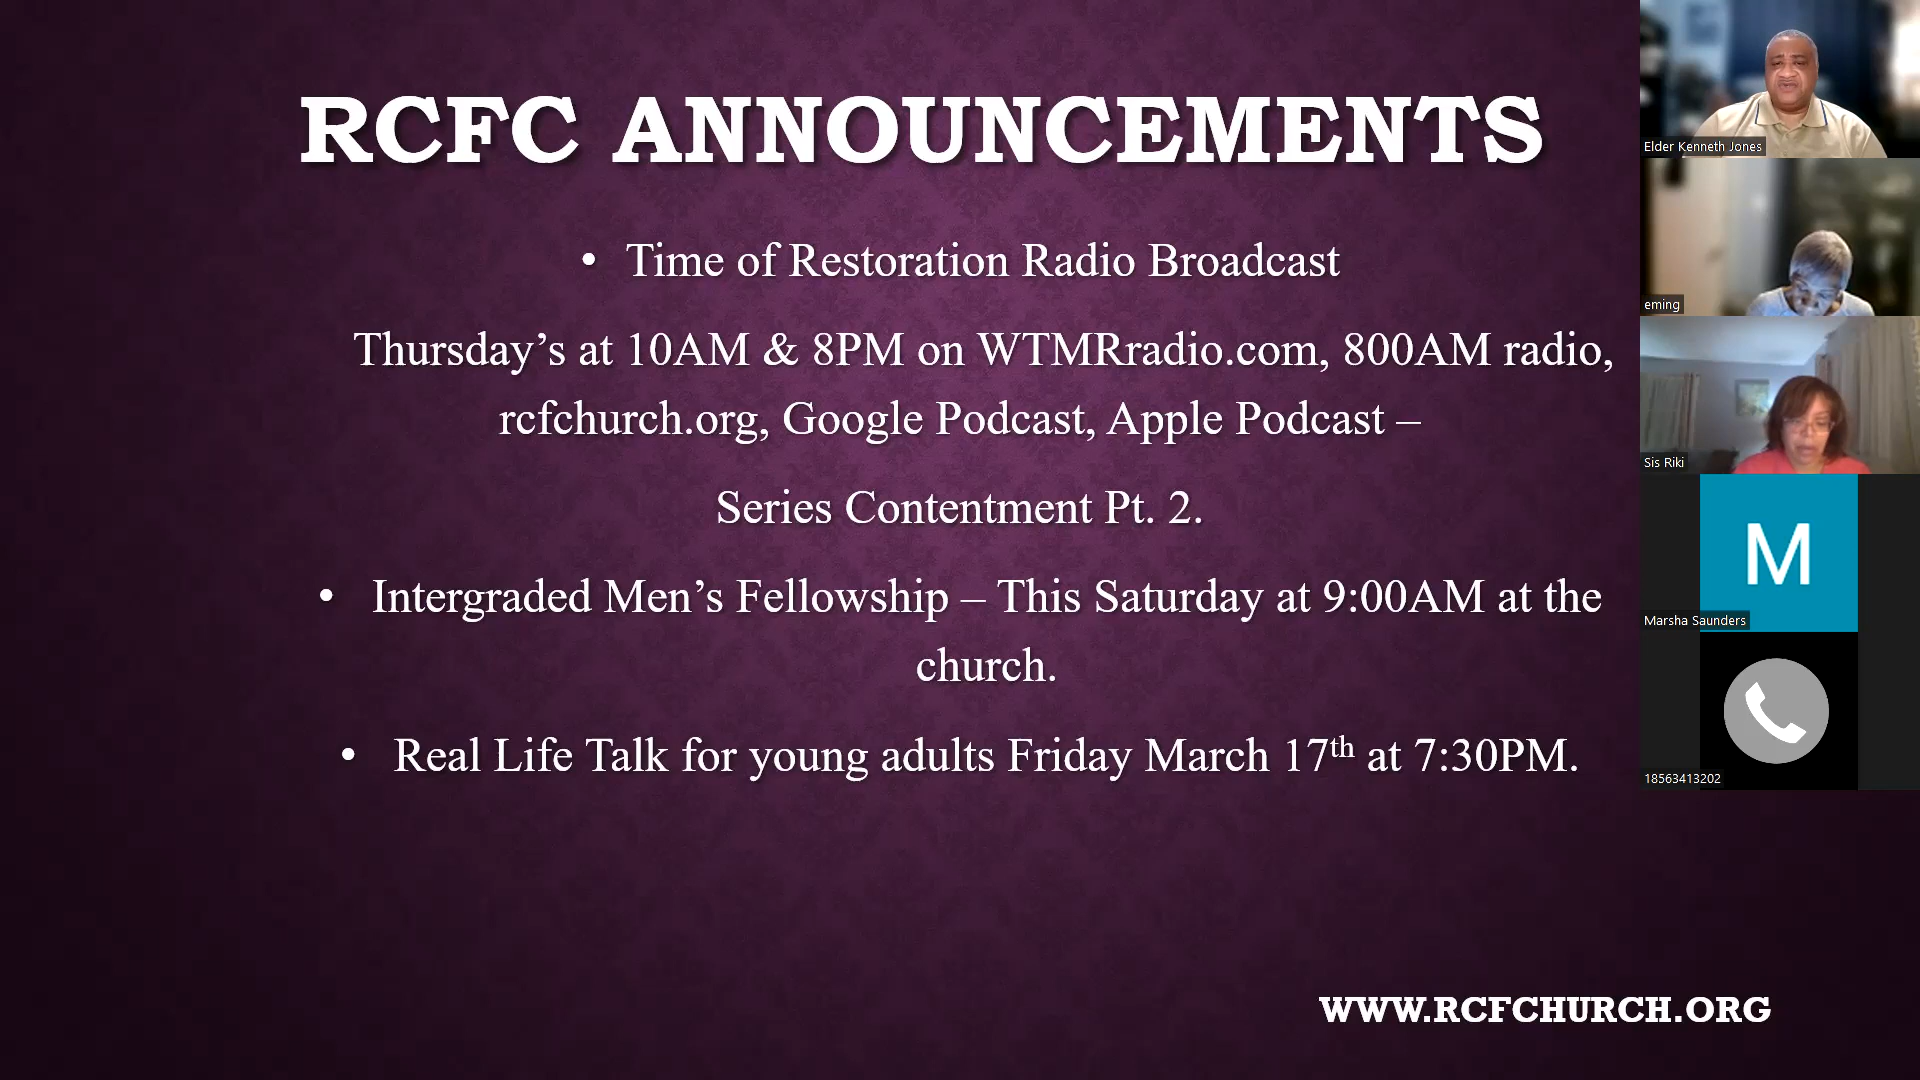 RCFC ANNOUNCEMENTS
• Time of Restoration Radio Broadcast
Thursday’s at 10AM & 8PM on WTMRradio.com, 800AM radio,
rcfchurch.org, Google Podcast, Apple Podcast –
Series Contentment Pt. 2.
• Intergraded Men’s Fellowship – This Saturday at 9:00AM at the
church.
• Real Life Talk for young adults Friday March 17th at 7:30PM.
WWW.RCFCHURCH.ORG
Elder Kenneth Jones
eming
Sis Riki
M
Marsha Saunders
18563413202